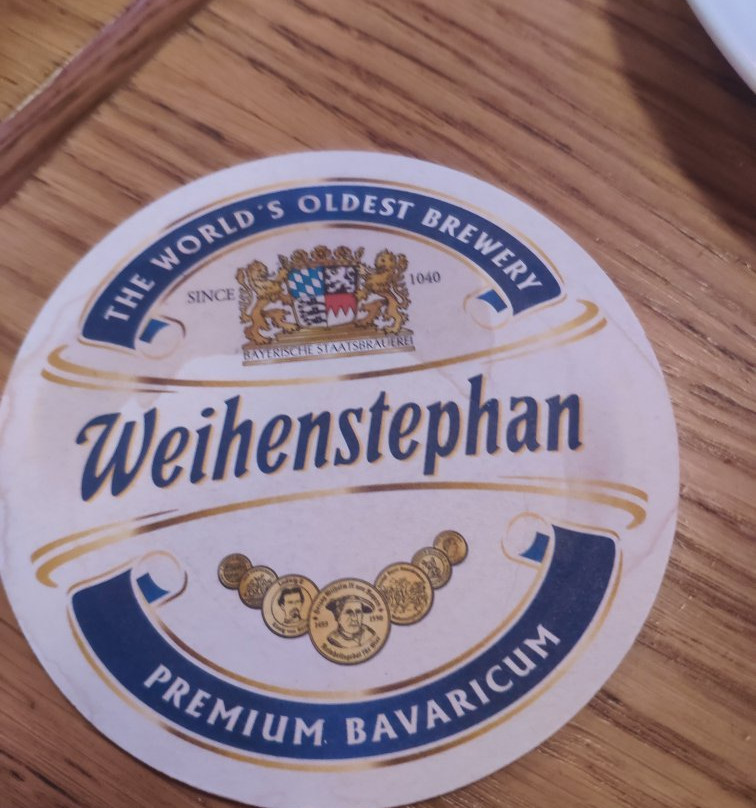 THE WORLD'S OLDEST BREWERY
SINCE 1040
BAYERISCHE STAATSBRAUEREI
Weihenstephan
PREMIUM BAVARICUM